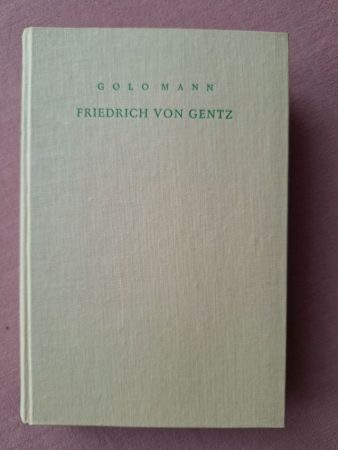 GOLO MANN
FRIEDRICH VON GENTZ